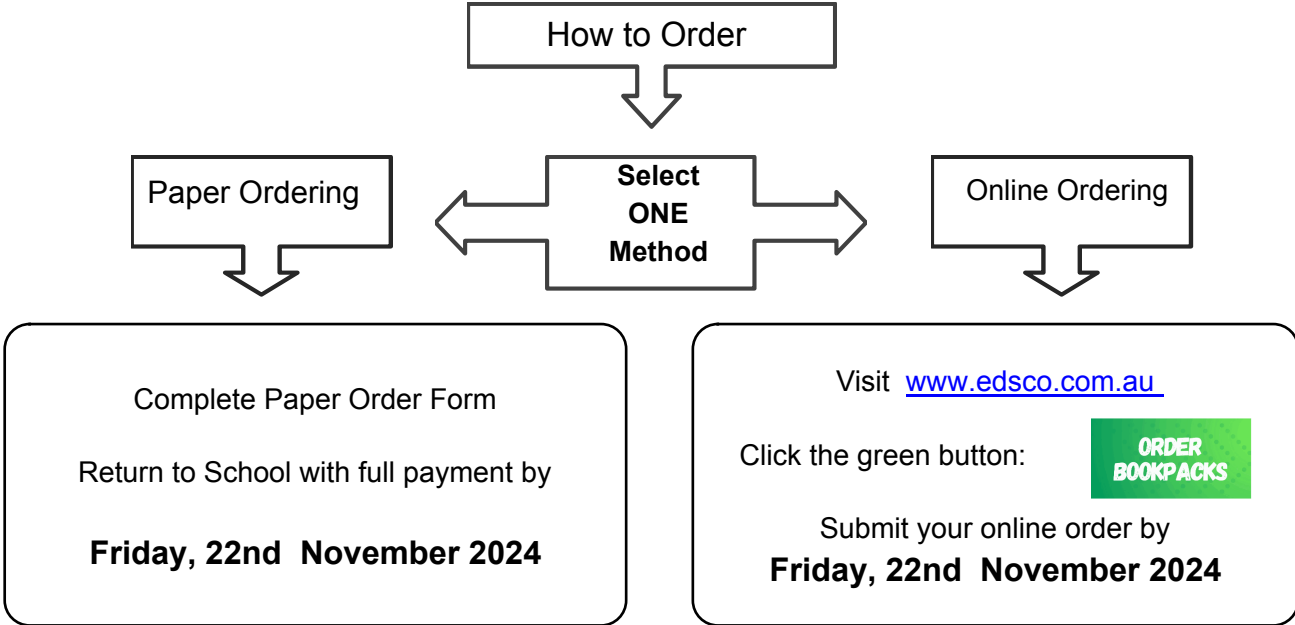 How to Order
Select
ONE
Method
Paper Ordering
Complete Paper Order Form
Return to School with full payment by
Friday, 22nd November 2024
Online Ordering
Visit www.edsco.com.au
Click the green button:
ORDER
BOOKPACKS
Submit your online order by
Friday, 22nd November 2024